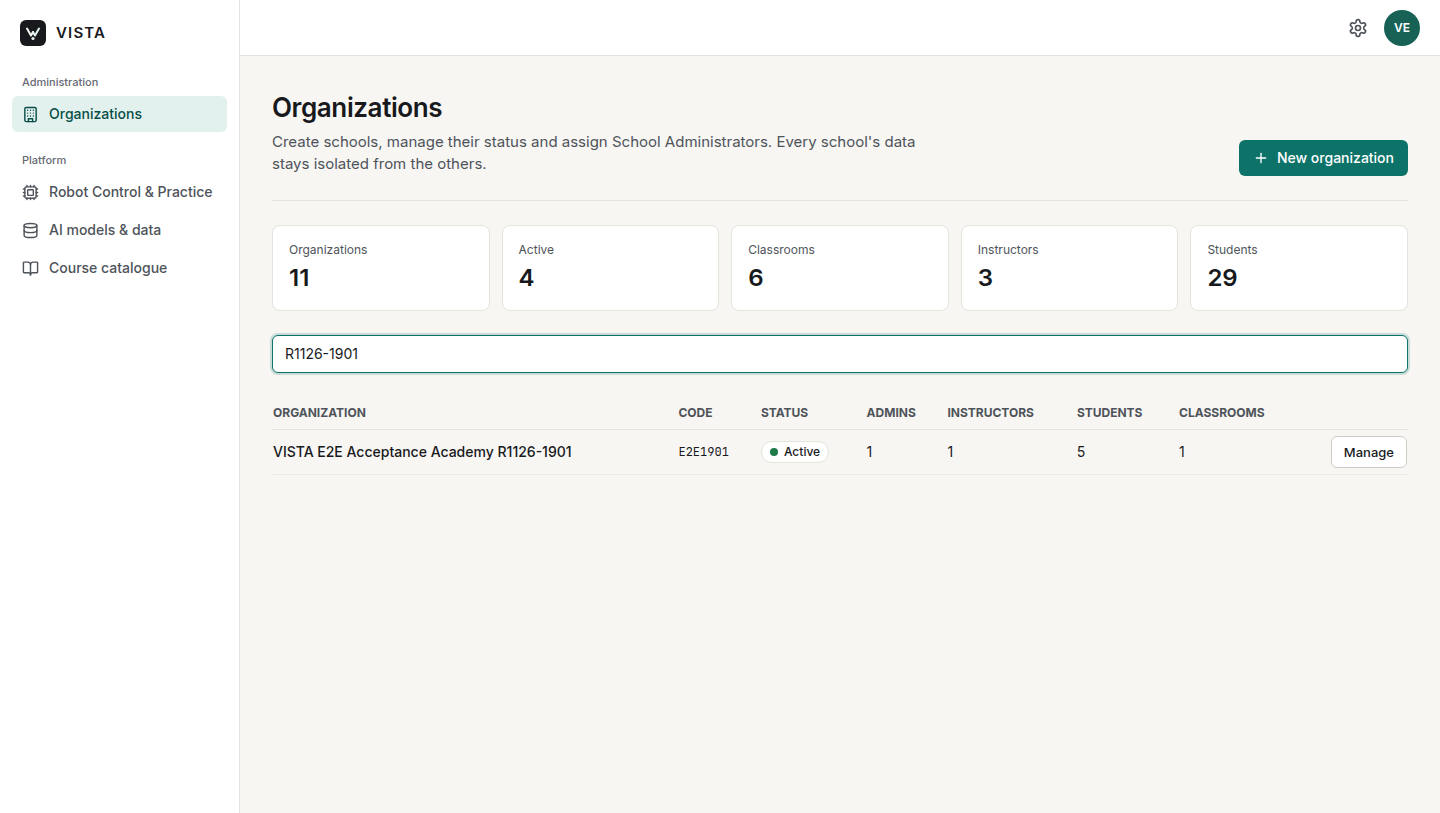 VISTA
VE
Administration
Organizations
Platform
Robot Control & Practice
AI models & data
Course catalogue
Organizations
Create schools, manage their status and assign School Administrators. Every school's data
stays isolated from the others.
New organization
Organizations
11
Active
4
Classrooms
6
Instructors
3
Students
29
R1126-1901
ORGANIZATION CODE STATUS ADMINS INSTRUCTORS STUDENTS CLASSROOMS
VISTA E2E Acceptance Academy R1126-1901 E2E1901 Active 1 1 5 1 Manage